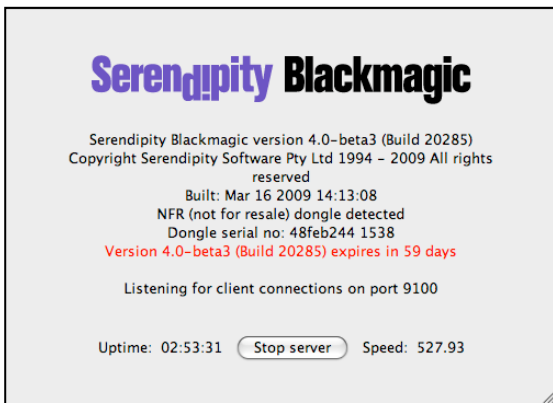 Serendipity Blackmagic
Serendipity Blackmagic version 4.0-beta3 (Build 20285)
Copyright Serendipity Software Pty Ltd 1994 – 2009 All rights
reserved
Built: Mar 16 2009 14:13:08
NFR (not for resale) dongle detected
Dongle serial no: 48feb244 1538
Version 4.0-beta3 (Build 20285) expires in 59 days
Listening for client connections on port 9100
Uptime: 02:53:31 Stop server Speed: 527.93